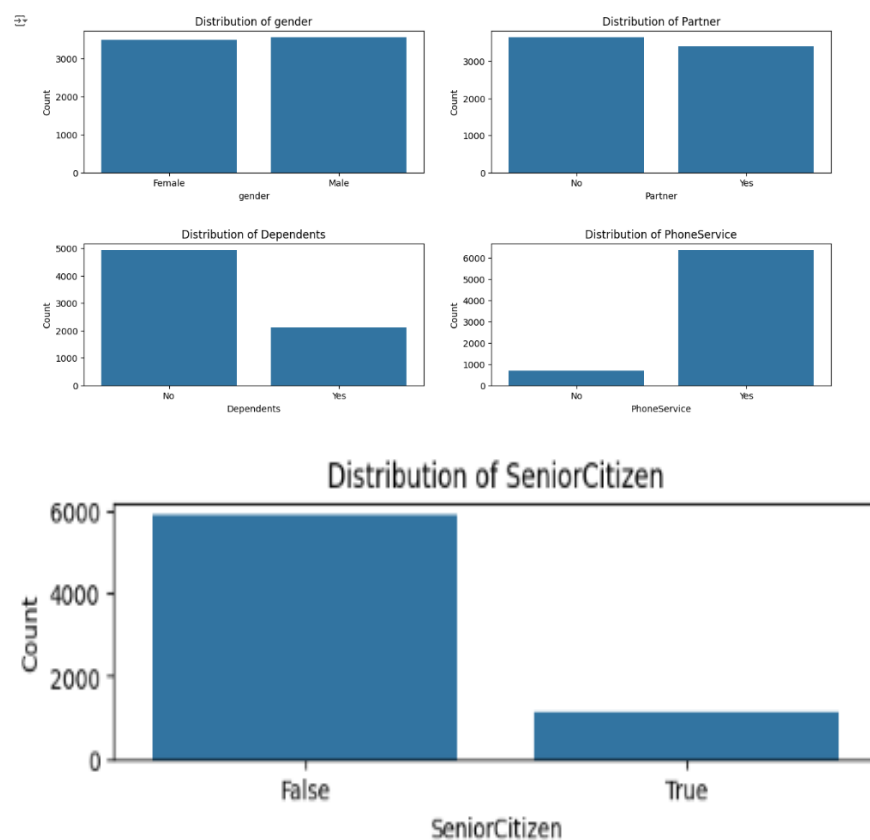 Distribution of gender
3000
2000
1000
0
Count
Female Male
gender
Distribution of Partner
3000
2000
1000
0
Count
No Yes
Partner
Distribution of Dependents
5000
4000
3000
2000
1000
0
Count
No Yes
Dependents
Distribution of PhoneService
6000
5000
4000
3000
2000
1000
0
Count
No Yes
PhoneService
Distribution of SeniorCitizen
6000
4000
2000
0
Count
False True
SeniorCitizen